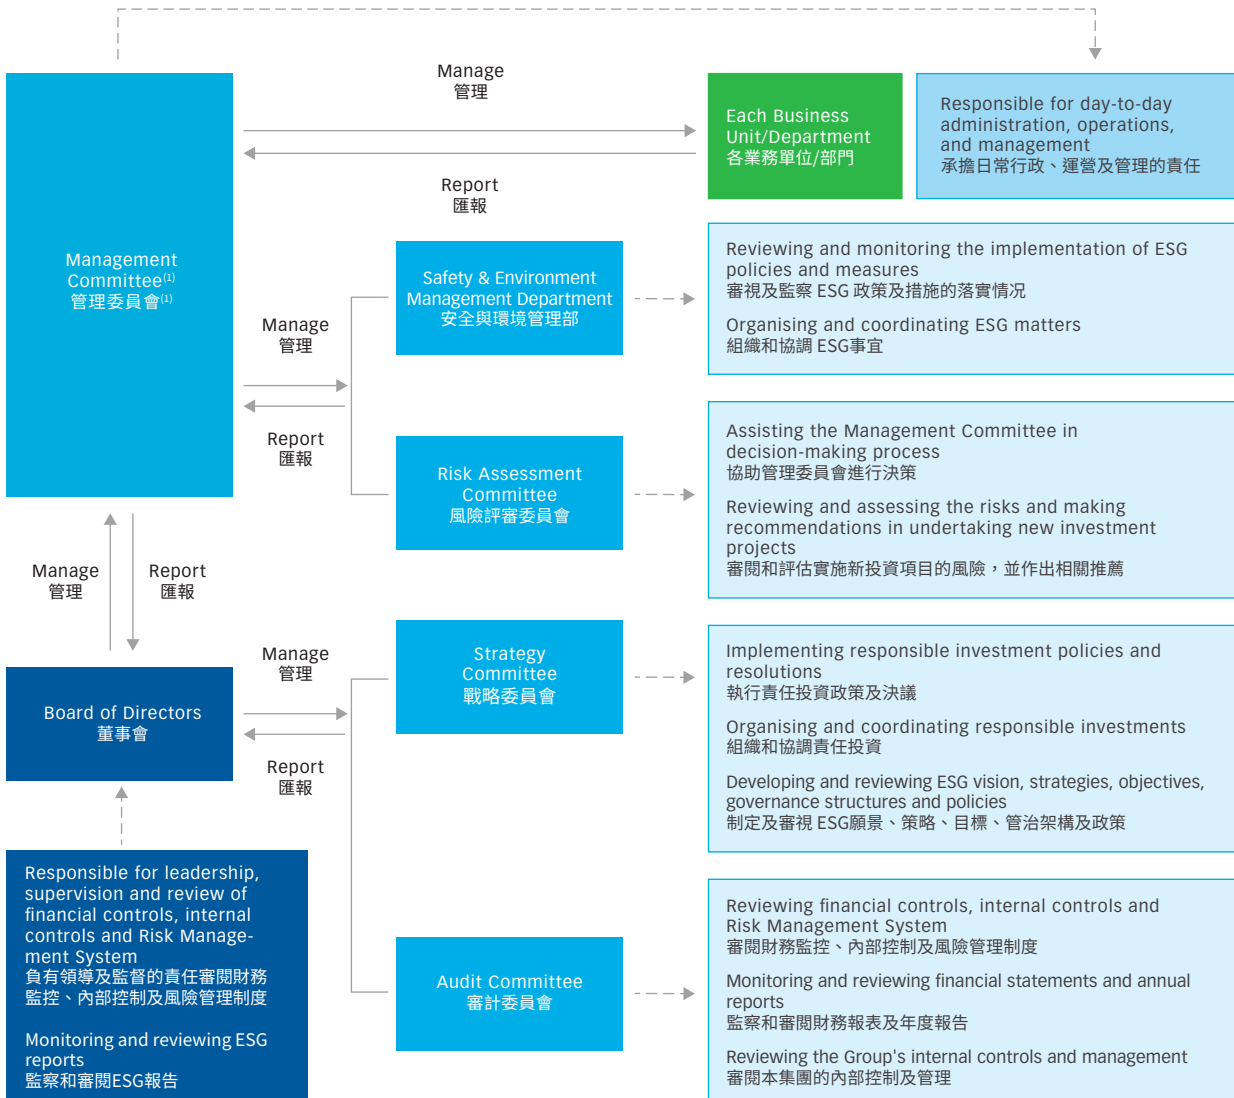 Manage
管理
Each Business
Unit/Department
各業務單位/部門
Responsible for day-to-day
administration, operations,
and management
承擔日常行政、運營及管理的責任
Report
匯報
Management
Committee(1)
管理委員會(1)
Manage
管理
Report
匯報
Safety & Environment
Management Department
安全與環境管理部
Reviewing and monitoring the implementation of ESG
policies and measures
審視及監察 ESG 政策及措施的落實情況
Organising and coordinating ESG matters
組織和協調 ESG事宜
Risk Assessment
Committee
風險評審委員會
Assisting the Management Committee in
decision-making process
協助管理委員會進行決策
Reviewing and assessing the risks and making
recommendations in undertaking new investment
projects
審閱和評估實施新投資項目的風險，並作出相關推薦
Manage
管理
Report
匯報
Board of Directors
董事會
Manage
管理
Report
匯報
Strategy
Committee
戰略委員會
Implementing responsible investment policies and
resolutions
執行責任投資政策及決議
Organising and coordinating responsible investments
組織和協調責任投資
Developing and reviewing ESG vision, strategies, objectives,
governance structures and policies
制定及審視 ESG願景、策略、目標、管治架構及政策
Responsible for leadership,
supervision and review of
financial controls, internal
controls and Risk Manage-
ment System
負有領導及監督的責任審閱財務
監控、內部控制及風險管理制度
Monitoring and reviewing ESG
reports
監察和審閱ESG報告
Audit Committee
審計委員會
Reviewing financial controls, internal controls and
Risk Management System
審閱財務監控、內部控制及風險管理制度
Monitoring and reviewing financial statements and annual
reports
監察和審閱財務報表及年度報告
Reviewing the Group's internal controls and management
審閱本集團的內部控制及管理